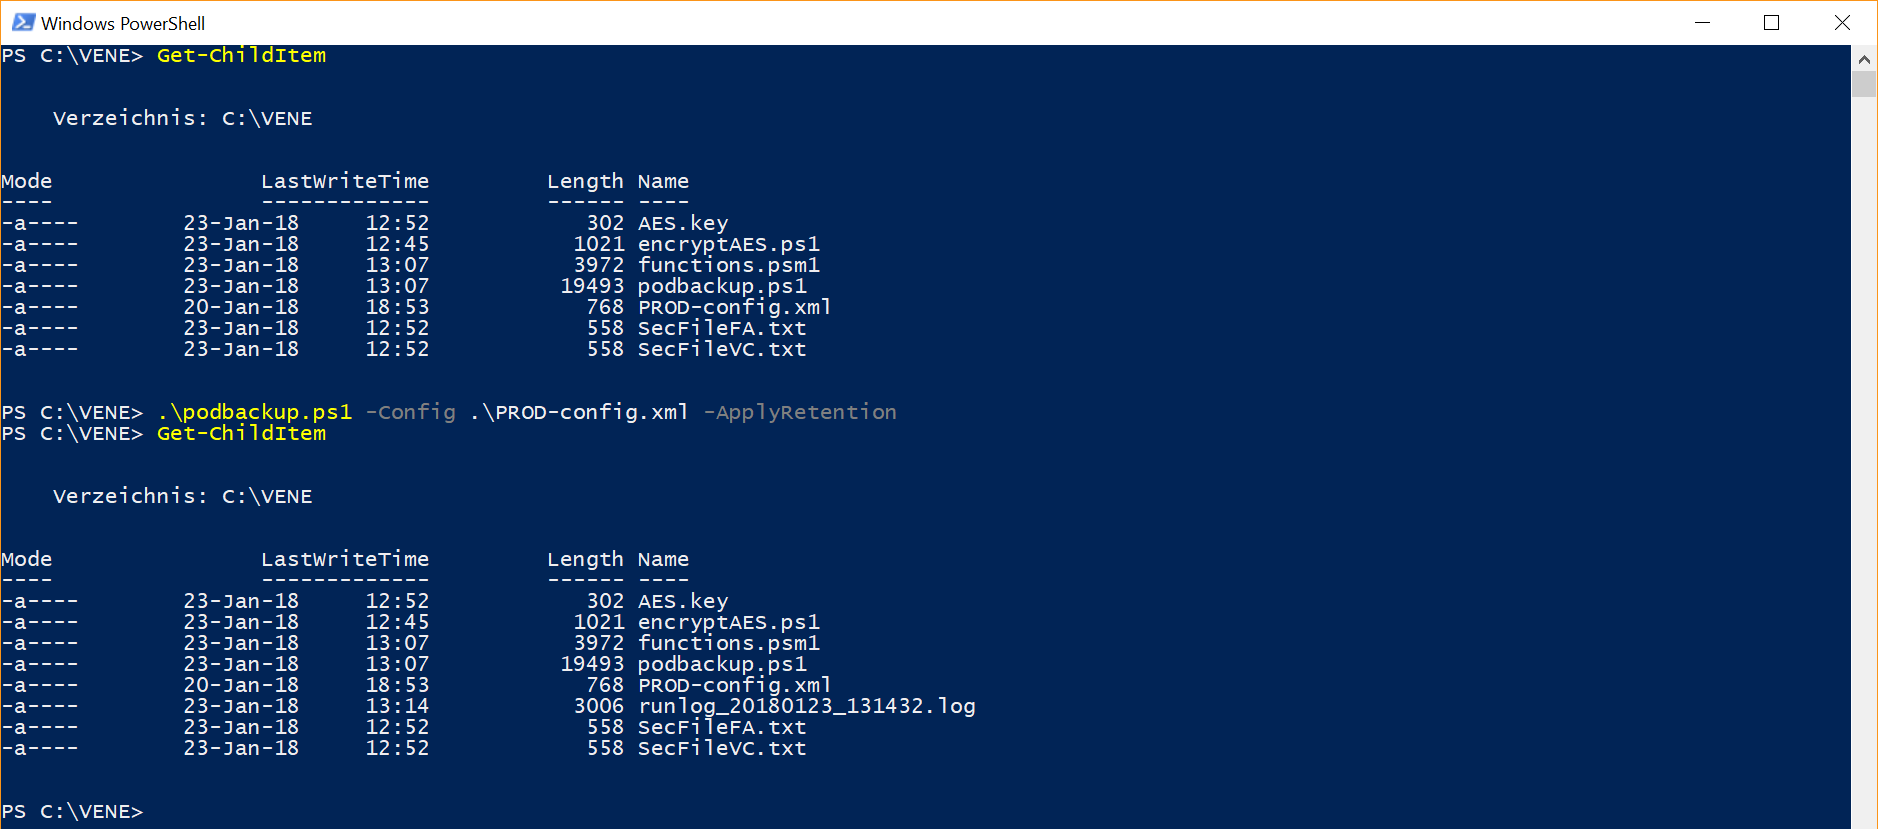 Windows PowerShell
PS C:\VENE> Get-ChildItem
Verzeichnis: C:\VENE
Mode LastWriteTime Length Name
---- ------------- ------ ----
-a---- 23-Jan-18 12:52 302 AES.key
-a---- 23-Jan-18 12:45 1021 encryptAES.ps1
-a---- 23-Jan-18 13:07 3972 functions.psm1
-a---- 23-Jan-18 13:07 19493 podbackup.ps1
-a---- 20-Jan-18 18:53 768 PROD-config.xml
-a---- 23-Jan-18 12:52 558 SecFileFA.txt
-a---- 23-Jan-18 12:52 558 SecFileVC.txt
PS C:\VENE> .\podbackup.ps1 -Config .\PROD-config.xml -ApplyRetention
PS C:\VENE> Get-ChildItem
Verzeichnis: C:\VENE
Mode LastWriteTime Length Name
---- ------------- ------ ----
-a---- 23-Jan-18 12:52 302 AES.key
-a---- 23-Jan-18 12:45 1021 encryptAES.ps1
-a---- 23-Jan-18 13:07 3972 functions.psm1
-a---- 23-Jan-18 13:07 19493 podbackup.ps1
-a---- 20-Jan-18 18:53 768 PROD-config.xml
-a---- 23-Jan-18 13:14 3006 runlog_20180123_131432.log
-a---- 23-Jan-18 12:52 558 SecFileFA.txt
-a---- 23-Jan-18 12:52 558 SecFileVC.txt
PS C:\VENE>